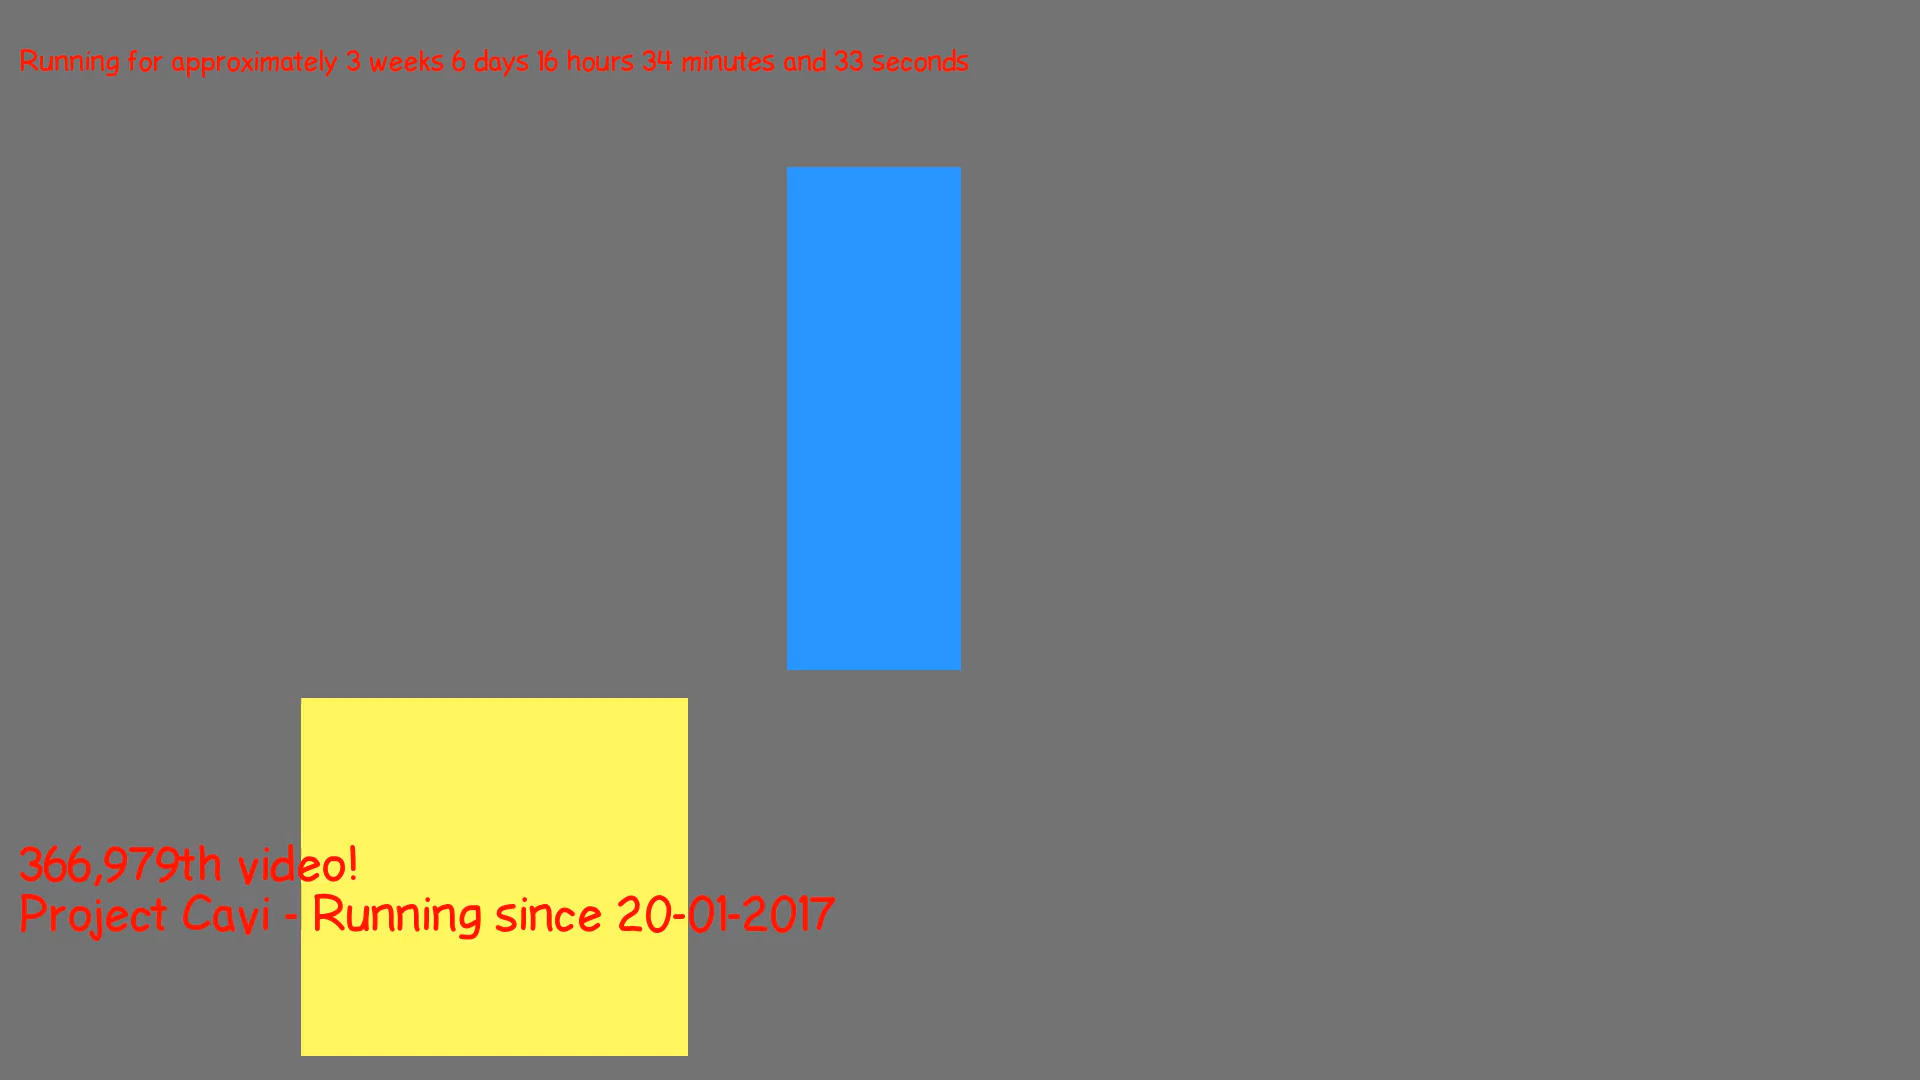 Running for approximately 3 weeks 6 days 16 hours 34 minutes and 33 seconds
366,979th video!
Project Cavi - Running since 20-01-2017